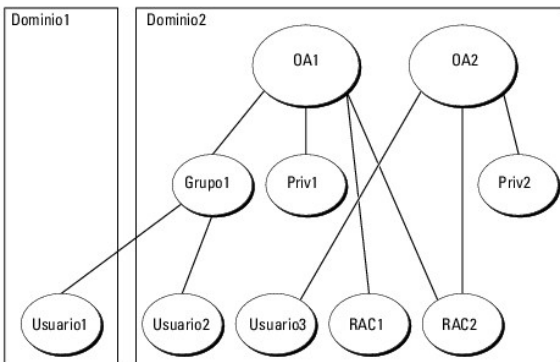 Dominio1
Dominio2
OA1
OA2
Grupo1
Priv1
Priv2
Usuario1
Usuario2
Usuario3
RAC1
RAC2